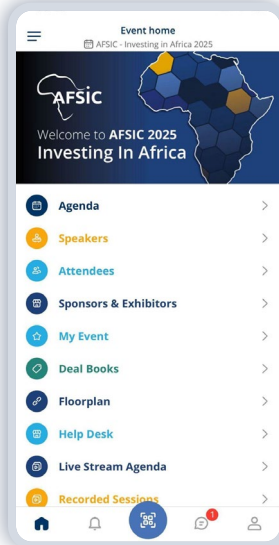 Event home
AFSIC - Investing in Africa 2025
AFSIC
Welcome to AFSIC 2025
Investing In Africa
Agenda
Speakers
Attendees
Sponsors & Exhibitors
My Event
Deal Books
Floorplan
Help Desk
Live Stream Agenda
Recorded Sessions
1